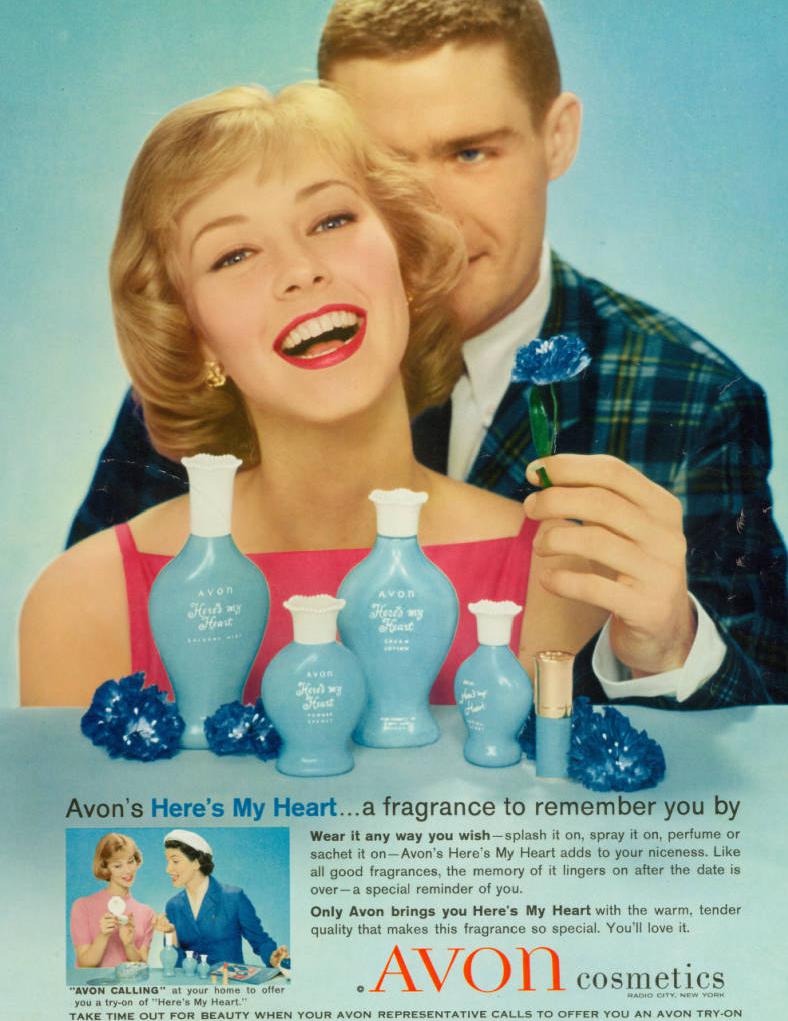 AVON
Here's my
Heart
COLOGNE MIST
AVON
Here's my
Heart
CREAM
LOTION
AVON
Here's my
Heart
POWDER
SACHET
Here's my
Heart
Avon's Here's My Heart...a fragrance to remember you by
Wear it any way you wish—splash it on, spray it on, perfume or
sachet it on—Avon's Here's My Heart adds to your niceness. Like
all good fragrances, the memory of it lingers on after the date is
over—a special reminder of you.
Only Avon brings you Here's My Heart with the warm, tender
quality that makes this fragrance so special. You'll love it.
"AVON CALLING" at your home to offer
you a try-on of "Here's My Heart."
AVON cosmetics
RADIO CITY, NEW YORK
TAKE TIME OUT FOR BEAUTY WHEN YOUR AVON REPRESENTATIVE CALLS TO OFFER YOU AN AVON TRY-ON